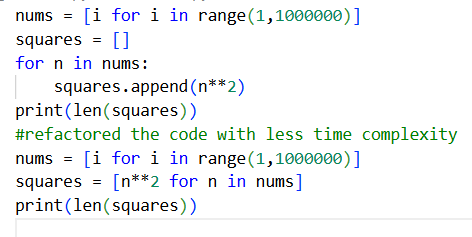 nums = [i for i in range(1,1000000)]
squares = []
for n in nums:
    squares.append(n**2)
print(len(squares))
#refactored the code with less time complexity
nums = [i for i in range(1,1000000)]
squares = [n**2 for n in nums]
print(len(squares))